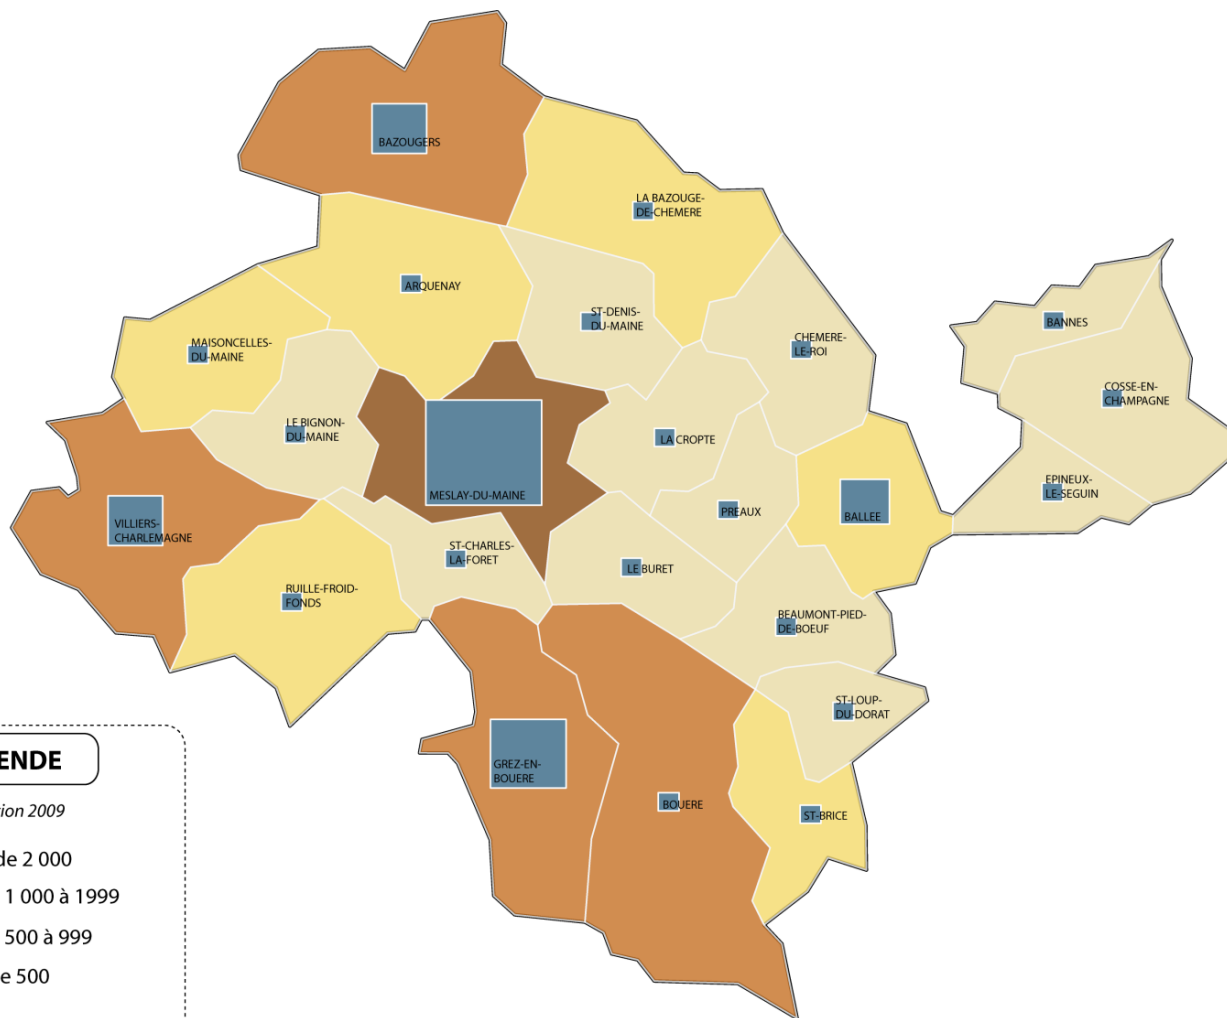 BAZOUGERS
LA BAZOUGE-
DE-CHEMERE
ARQUENAY
ST-DENIS-
DU-MAINE
BANNES
MAISONCELLES-
DU-MAINE
CHEMERE-
LE-ROI
COSSE-EN-
CHAMPAGNE
LE BIGNON-
DU-MAINE
LA CROPTE
MESLAY-DU-MAINE
EPINEUX-
LE-SEGUIN
VILLIERS-
CHARLEMAGNE
PREAUX
BALLEE
ST-CHARLES-
LA-FORET
LE BURET
RUILLE-FROID-
FONDS
BEAUMONT-PIED-
DE-BOEUF
ST-LOUP-
DU-DORAT
GREZ-EN-
BOUERE
BOUERE
ST-BRICE
ENDE
ion 2009
de 2 000
1 000 à 1999
500 à 999
e 500